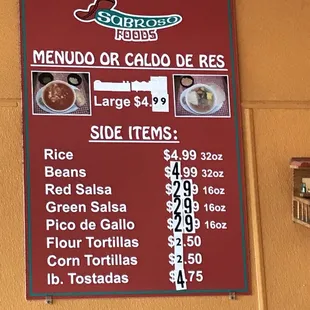 SABROSO
FOODS
MENUDO OR CALDO DE RES
Large $4.99
SIDE ITEMS:
Rice $4.99 32oz
Beans $4.99 32oz
Red Salsa $2.99 16oz
Green Salsa $2.99 16oz
Pico de Gallo $2.99 16oz
Flour Tortillas $2.50
Corn Tortillas $2.50
lb. Tostadas $4.75